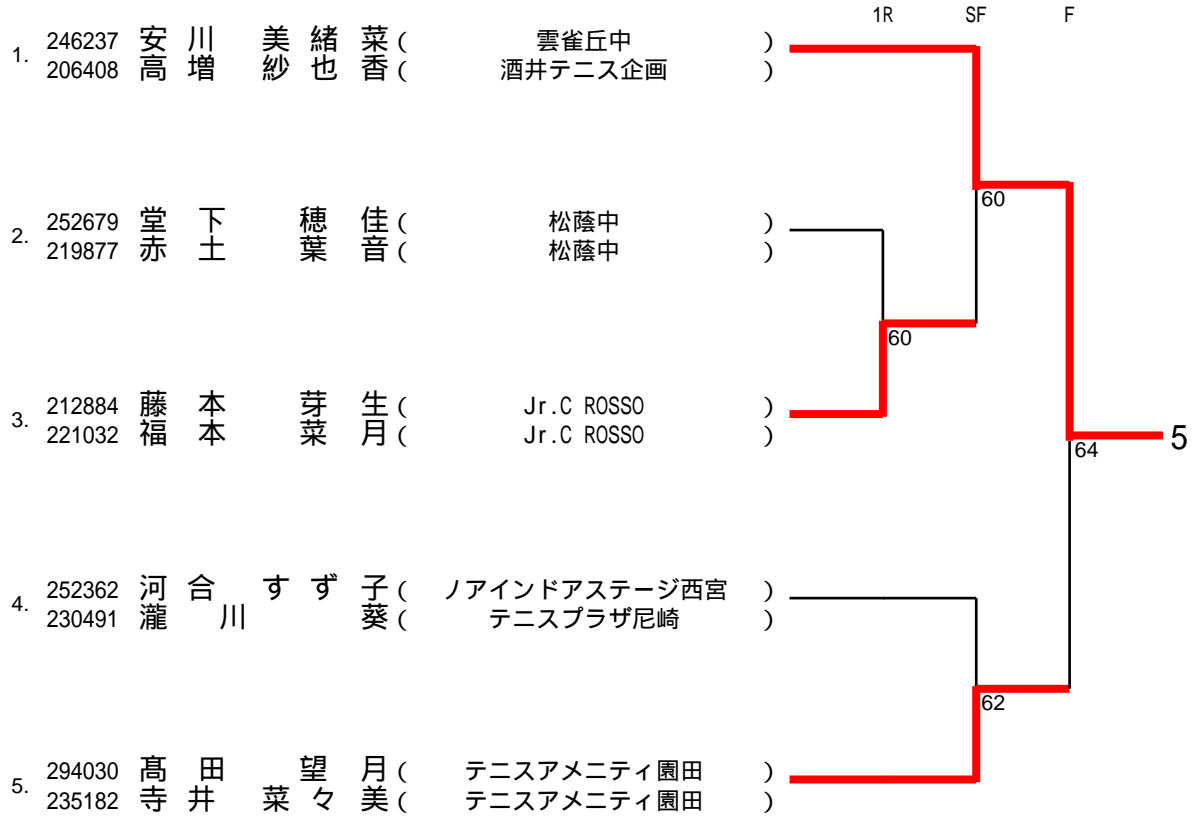 1R SF F
1. 246237 安川 美緒菜 ( 雲雀丘中 )
206408 高増 紗也香 ( 酒井テニス企画 )
60
2. 252679 堂下 穂佳 ( 松蔭中 )
219877 赤土 葉音 ( 松蔭中 )
60
3. 212884 藤本 芽生 ( Jr.C ROSSO )
221032 福本 菜月 ( Jr.C ROSSO )
64 5
4. 252362 河合 すず子 ( ノアインドアステージ西宮 )
230491 瀧川 葵 ( テニスプラザ尼崎 )
62
5. 294030 髙田 望月 ( テニスアメニティ園田 )
235182 寺井 菜々美 ( テニスアメニティ園田 )